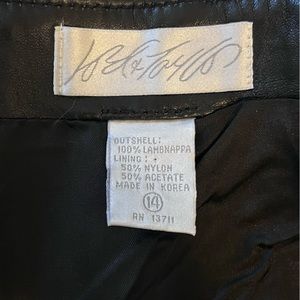 OUTSHELL:
100% LAMBNAPPA
LINING: +
50% NYLON
50% ACETATE
MADE IN KOREA
14
RN 13711